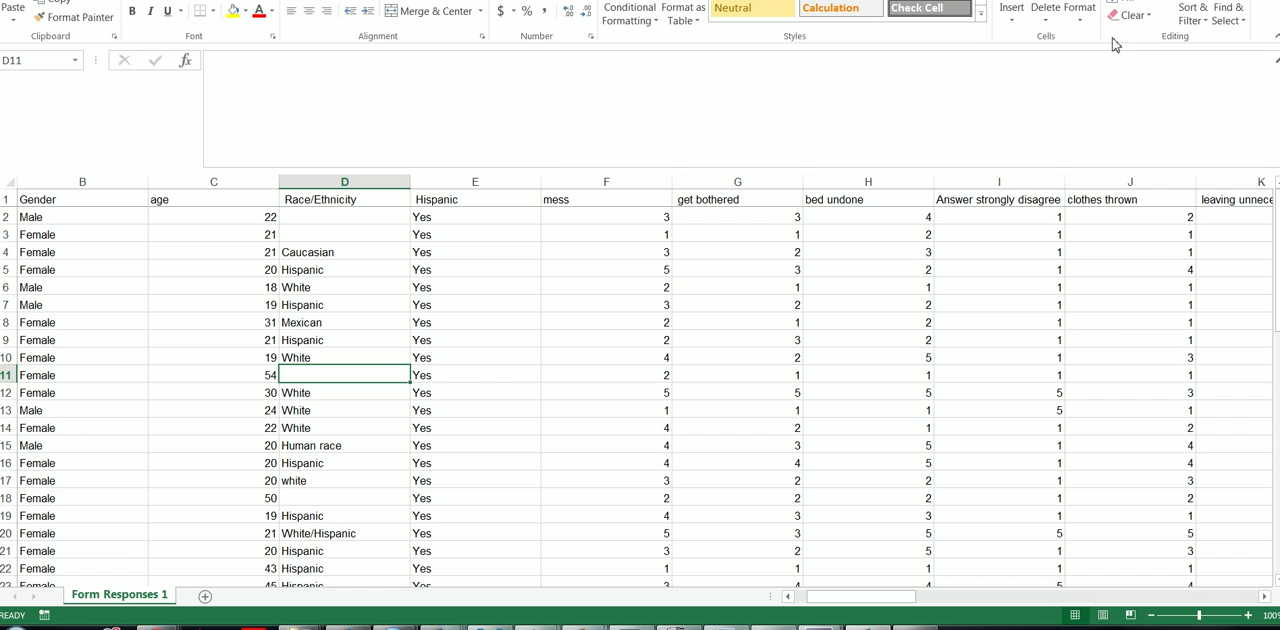 Paste Copy
Format Painter
B I U
Merge & Center
$ % ,
Conditional Formatting
Format as Table
Neutral Calculation Check Cell
Insert Delete Format
Clear
Sort & Filter Find & Select
Clipboard Font Alignment Number Styles Cells Editing
D11 fx
B C D E F G H I J K
1 Gender age Race/Ethnicity Hispanic mess get bothered bed undone Answer strongly disagree clothes thrown leaving unnece
2 Male 22 Yes 3 3 4 1 2
3 Female 21 Yes 1 1 2 1 1
4 Female 21 Caucasian Yes 3 2 3 1 1
5 Female 20 Hispanic Yes 5 3 2 1 4
6 Male 18 White Yes 2 1 1 1 1
7 Male 19 Hispanic Yes 3 2 2 1 1
8 Female 31 Mexican Yes 2 1 2 1 1
9 Female 21 Hispanic Yes 2 3 2 1 1
10 Female 19 White Yes 4 2 5 1 3
11 Female 54 Yes 2 1 1 1 1
12 Female 30 White Yes 5 5 5 5 3
13 Male 24 White Yes 1 1 1 5 1
14 Female 22 White Yes 4 2 1 1 2
15 Male 20 Human race Yes 4 3 5 1 4
16 Female 20 Hispanic Yes 4 4 5 1 4
17 Female 20 white Yes 3 2 2 1 3
18 Female 50 Yes 2 2 2 1 2
19 Female 19 Hispanic Yes 4 3 3 1 1
20 Female 21 White/Hispanic Yes 5 3 5 5 5
21 Female 20 Hispanic Yes 3 2 5 1 3
22 Female 43 Hispanic Yes 1 1 1 1 1
23 Female 45 Hispanic Yes 3 4 4 5 4
Form Responses 1
READY 100%